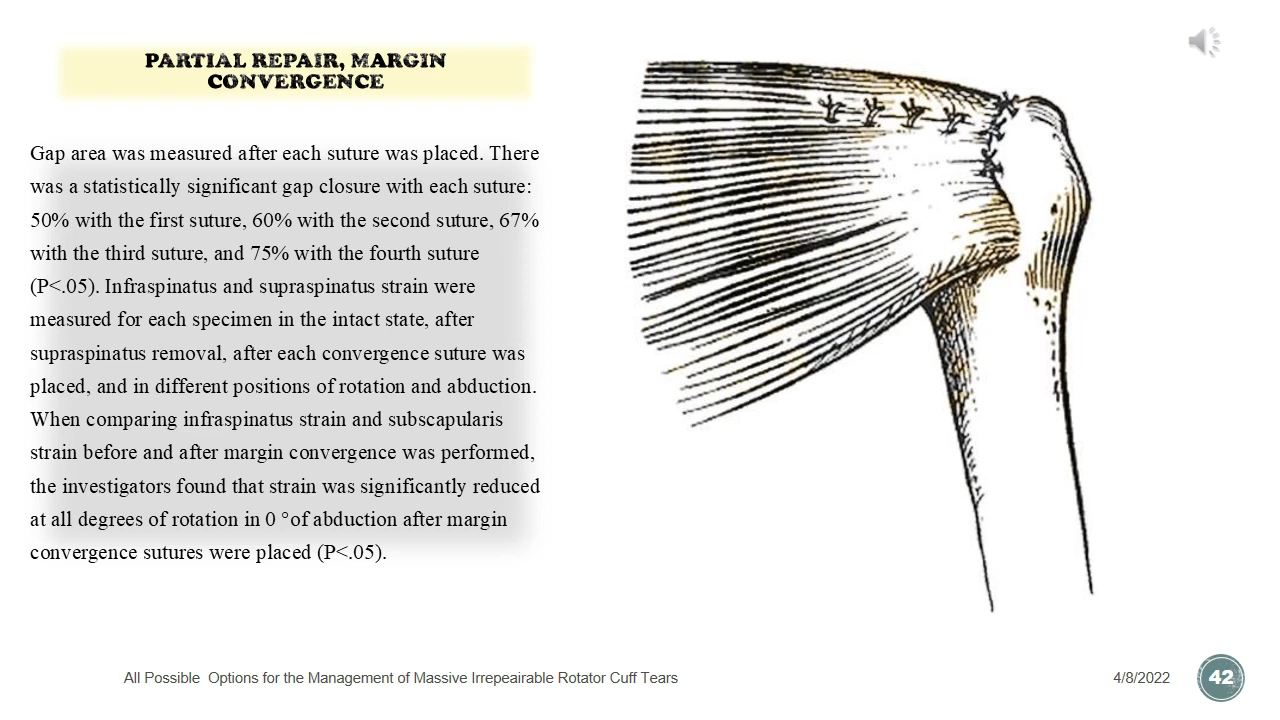 PARTIAL REPAIR, MARGIN
CONVERGENCE
Gap area was measured after each suture was placed. There
was a statistically significant gap closure with each suture:
50% with the first suture, 60% with the second suture, 67%
with the third suture, and 75% with the fourth suture
(P<.05). Infraspinatus and supraspinatus strain were
measured for each specimen in the intact state, after
supraspinatus removal, after each convergence suture was
placed, and in different positions of rotation and abduction.
When comparing infraspinatus strain and subscapularis
strain before and after margin convergence was performed,
the investigators found that strain was significantly reduced
at all degrees of rotation in 0 °of abduction after margin
convergence sutures were placed (P<.05).
All Possible  Options for the Management of Massive Irrepeairable Rotator Cuff Tears
4/8/2022
42